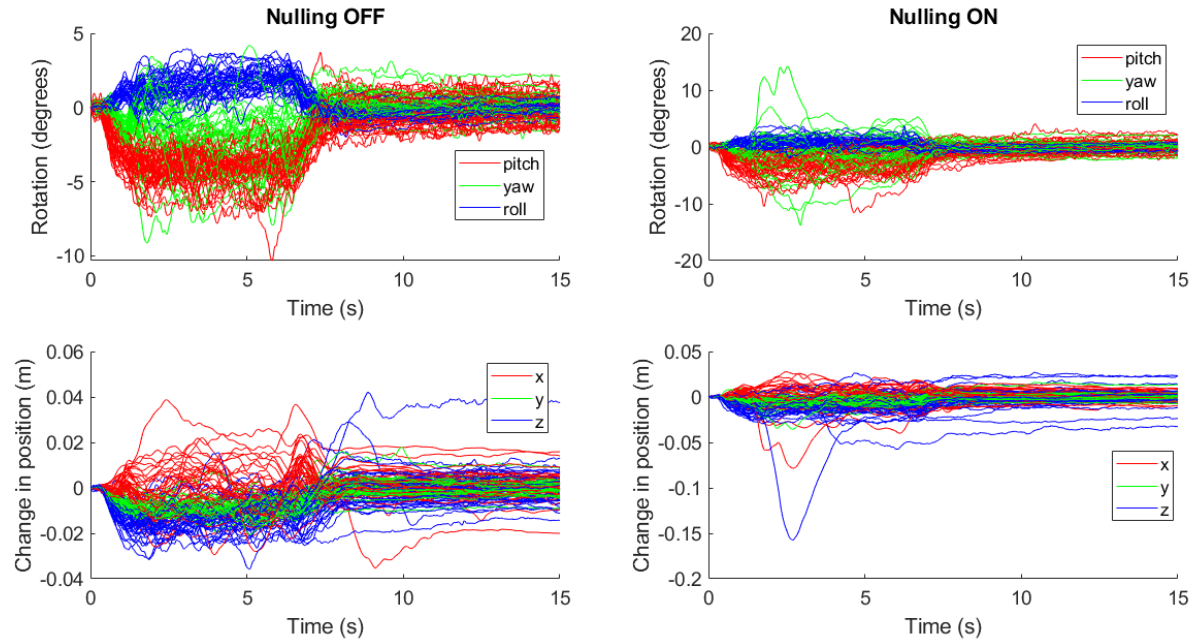 Nulling OFF
5
0
-5
-10
Rotation (degrees)
pitch
yaw
roll
0
5
10
15
Time (s)
Nulling ON
20
10
0
-10
-20
Rotation (degrees)
pitch
yaw
roll
0
5
10
15
Time (s)
0.06
0.04
0.02
0
-0.02
-0.04
Change in position (m)
x
y
z
0
5
10
15
Time (s)
0.05
0
-0.05
-0.1
-0.15
-0.2
Change in position (m)
x
y
z
0
5
10
15
Time (s)